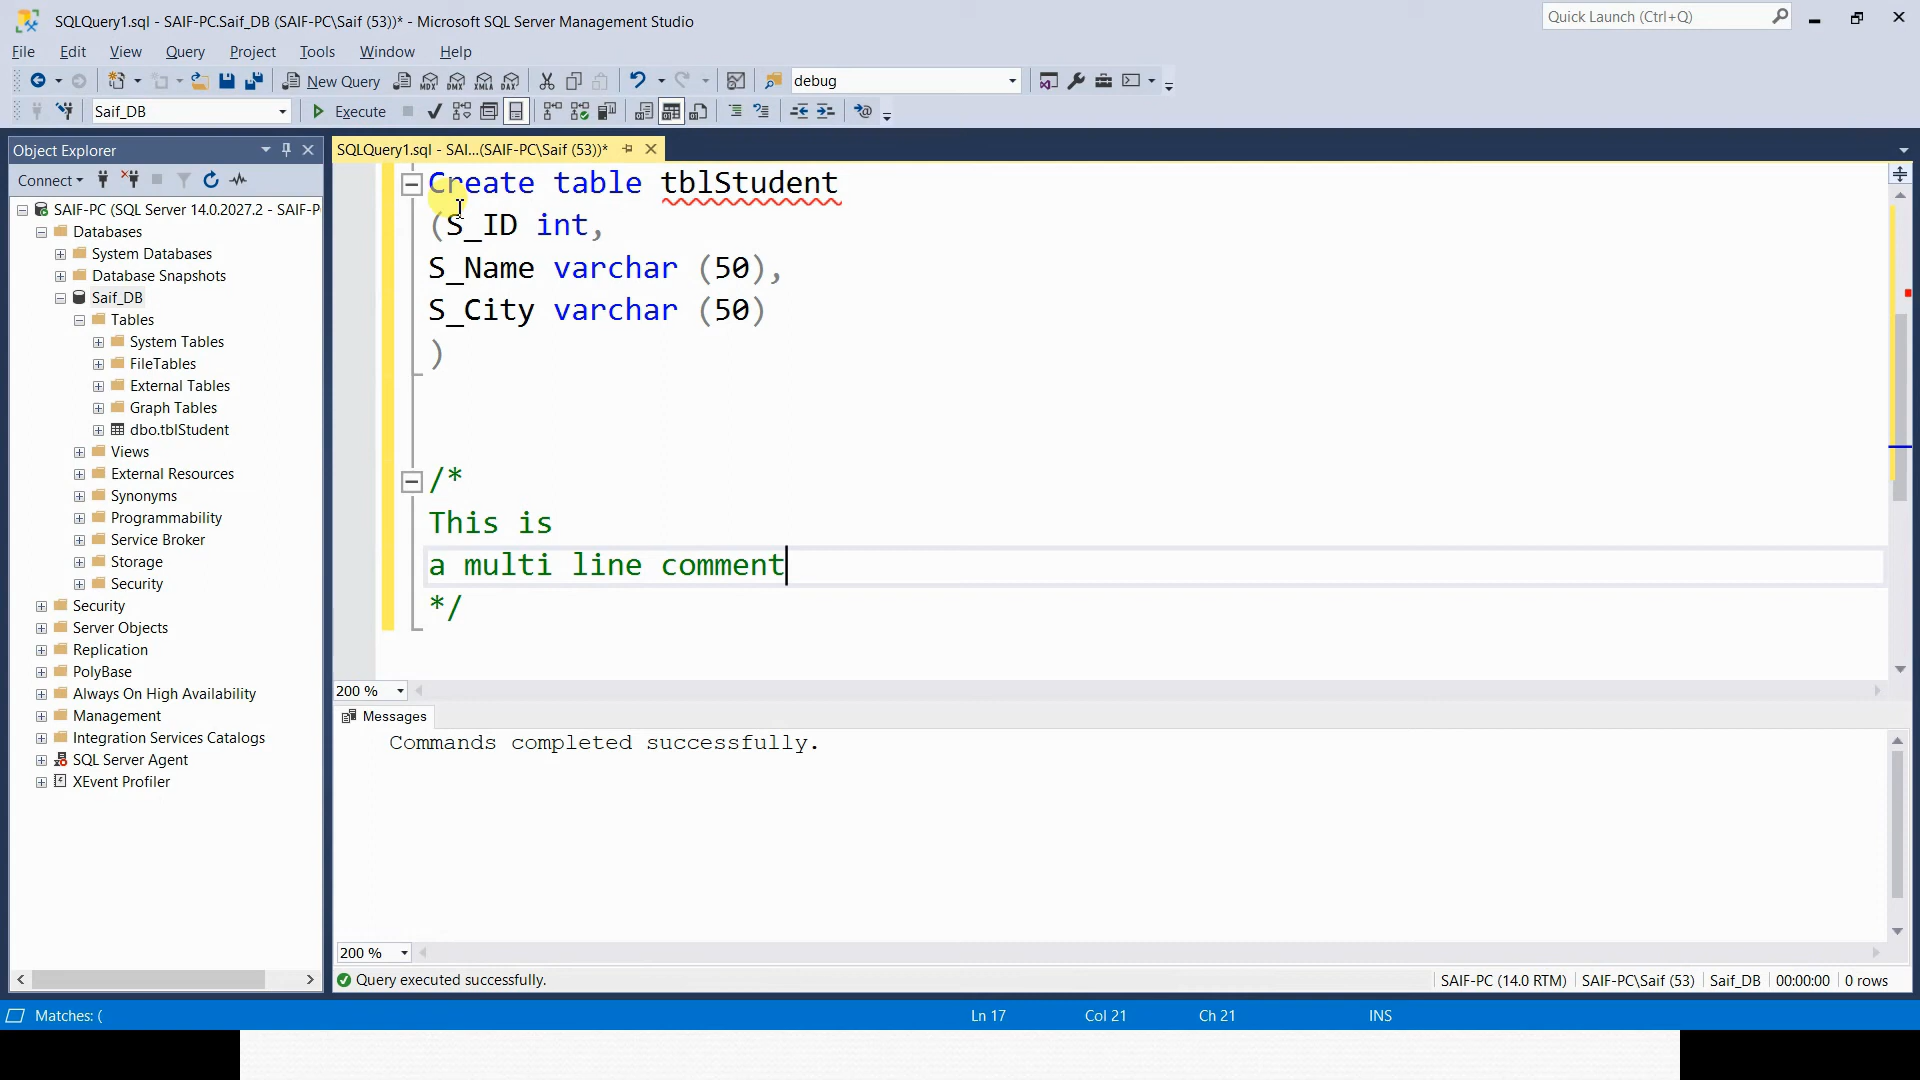 SQLQuery1.sql - SAIF-PC.Saif_DB (SAIF-PC\Saif (53))* - Microsoft SQL Server Management Studio
Quick Launch (Ctrl+Q)
File Edit View Query Project Tools Window Help
New Query
MDX DMX XMLA DAX
debug
Saif_DB
Execute
Object Explorer
SQLQuery1.sql - SAI...(SAIF-PC\Saif (53))*
Connect
SAIF-PC (SQL Server 14.0.2027.2 - SAIF-P
Databases
System Databases
Database Snapshots
Saif_DB
Tables
System Tables
FileTables
External Tables
Graph Tables
dbo.tblStudent
Views
External Resources
Synonyms
Programmability
Service Broker
Storage
Security
Security
Server Objects
Replication
PolyBase
Always On High Availability
Management
Integration Services Catalogs
SQL Server Agent
XEvent Profiler
Create table tblStudent
(S_ID int,
S_Name varchar (50),
S_City varchar (50)
)
/*
This is
a multi line comment
*/
200 %
Messages
Commands completed successfully.
200 %
Query executed successfully.
SAIF-PC (14.0 RTM) SAIF-PC\Saif (53) Saif_DB 00:00:00 0 rows
Matches: (
Ln 17 Col 21 Ch 21 INS